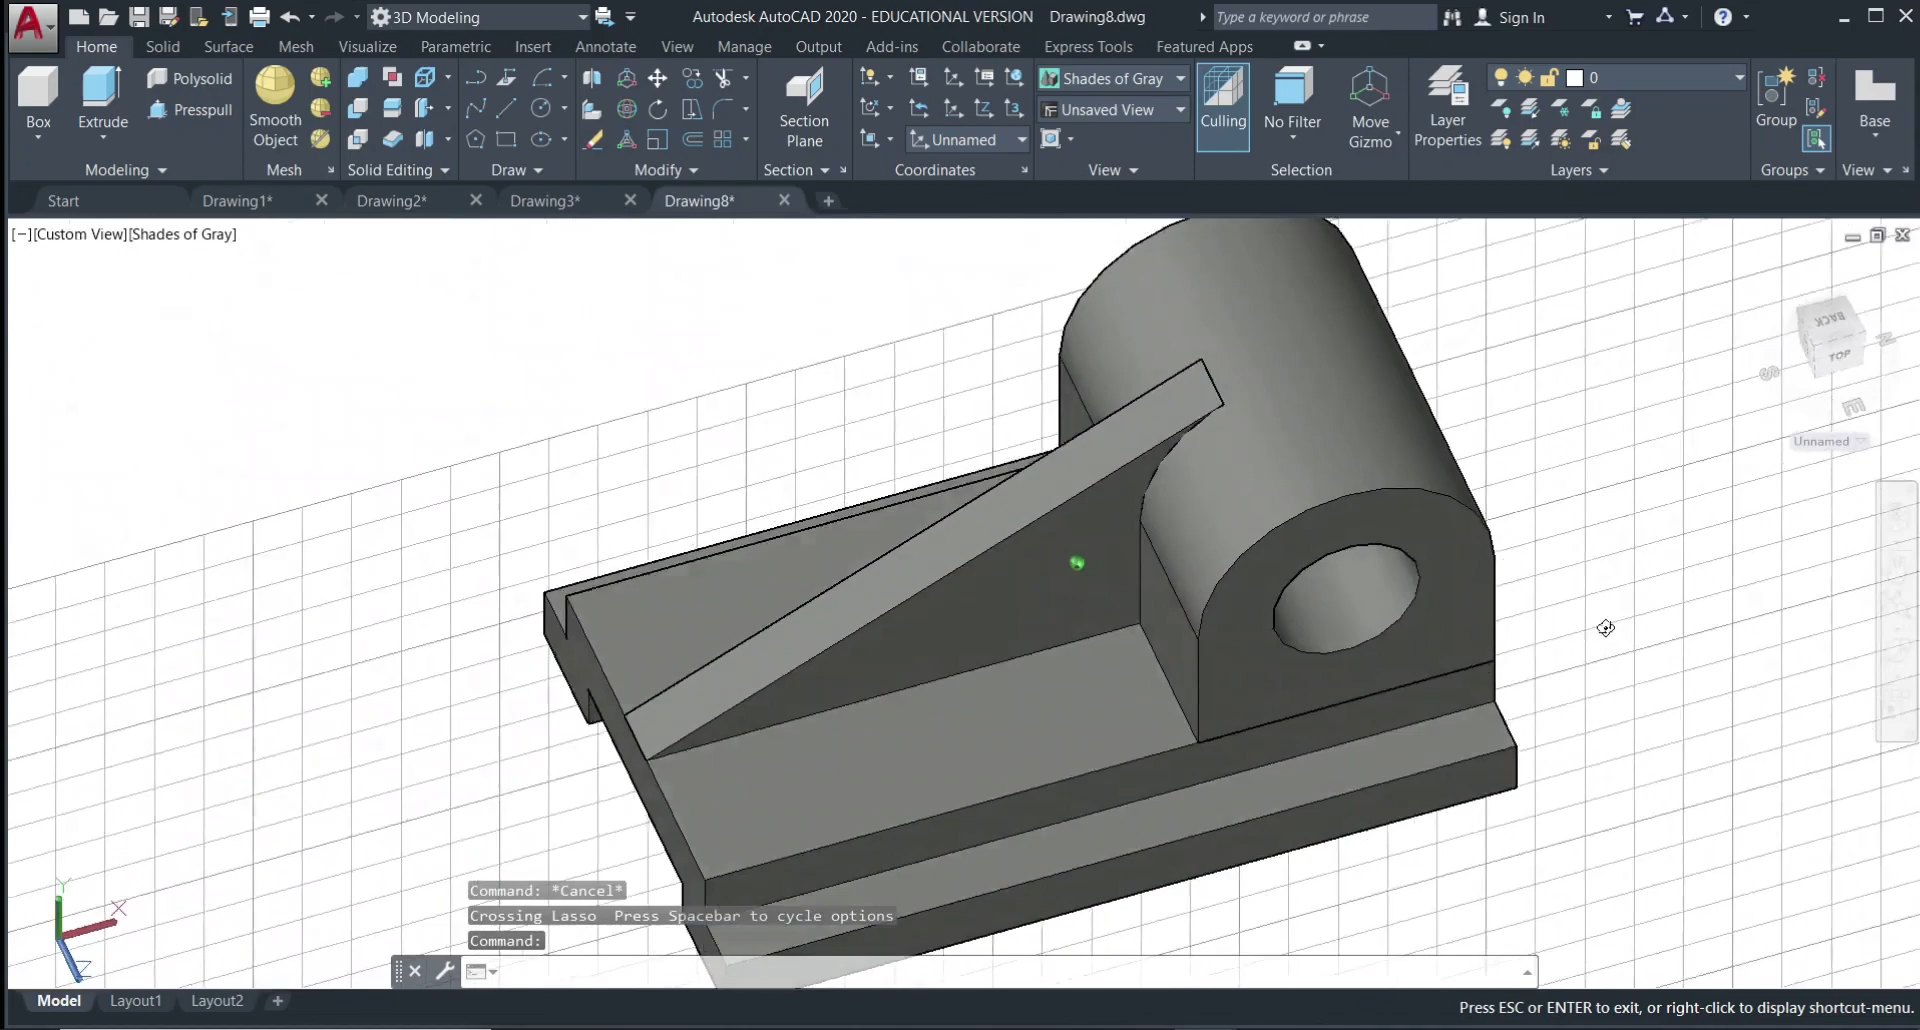 3D Modeling
Autodesk AutoCAD 2020 - EDUCATIONAL VERSION Drawing8.dwg
Type a keyword or phrase
Sign In
Home Solid Surface Mesh Visualize Parametric Insert Annotate View Manage Output Add-ins Collaborate Express Tools Featured Apps
Box
Extrude
Polysolid
Presspull
Smooth
Object
Section
Plane
Unnamed
Shades of Gray
Unsaved View
Culling
No Filter
Move
Gizmo
Layer
Properties
0
Group
Base
Modeling Mesh Solid Editing Draw Modify Section Coordinates View Selection Layers Groups View
Start Drawing1* Drawing2* Drawing3* Drawing8*
[−][Custom View][Shades of Gray]
BACK
TOP
S
N
E
Unnamed
Y
X
Z
Command: *Cancel*
Crossing Lasso Press Spacebar to cycle options
Command:
Model Layout1 Layout2 +
Press ESC or ENTER to exit, or right-click to display shortcut-menu.